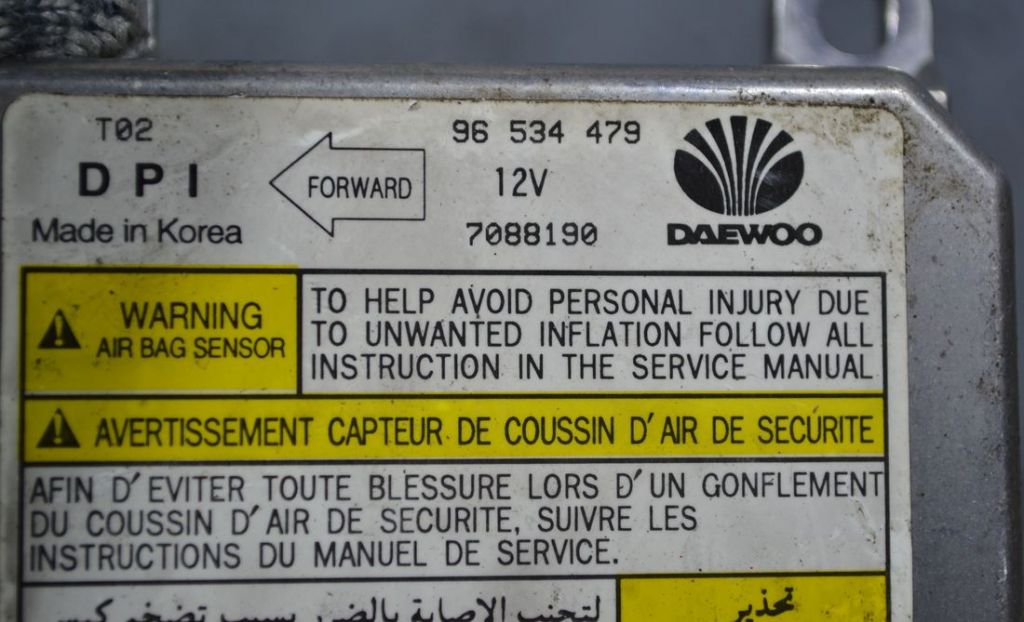 T02
DPI
Made in Korea
FORWARD
96 534 479
12V
7088190
DAEWOO
WARNING
AIR BAG SENSOR
TO HELP AVOID PERSONAL INJURY DUE
TO UNWANTED INFLATION FOLLOW ALL
INSTRUCTION IN THE SERVICE MANUAL
AVERTISSEMENT CAPTEUR DE COUSSIN D'AIR DE SECURITE
AFIN D'EVITER TOUTE BLESSURE LORS D'UN GONFLEMENT
DU COUSSIN D'AIR DE SECURITE, SUIVRE LES
INSTRUCTIONS DU MANUEL DE SERVICE.
تحذير
لتجنب الإصابة بسبب تضخم كيس